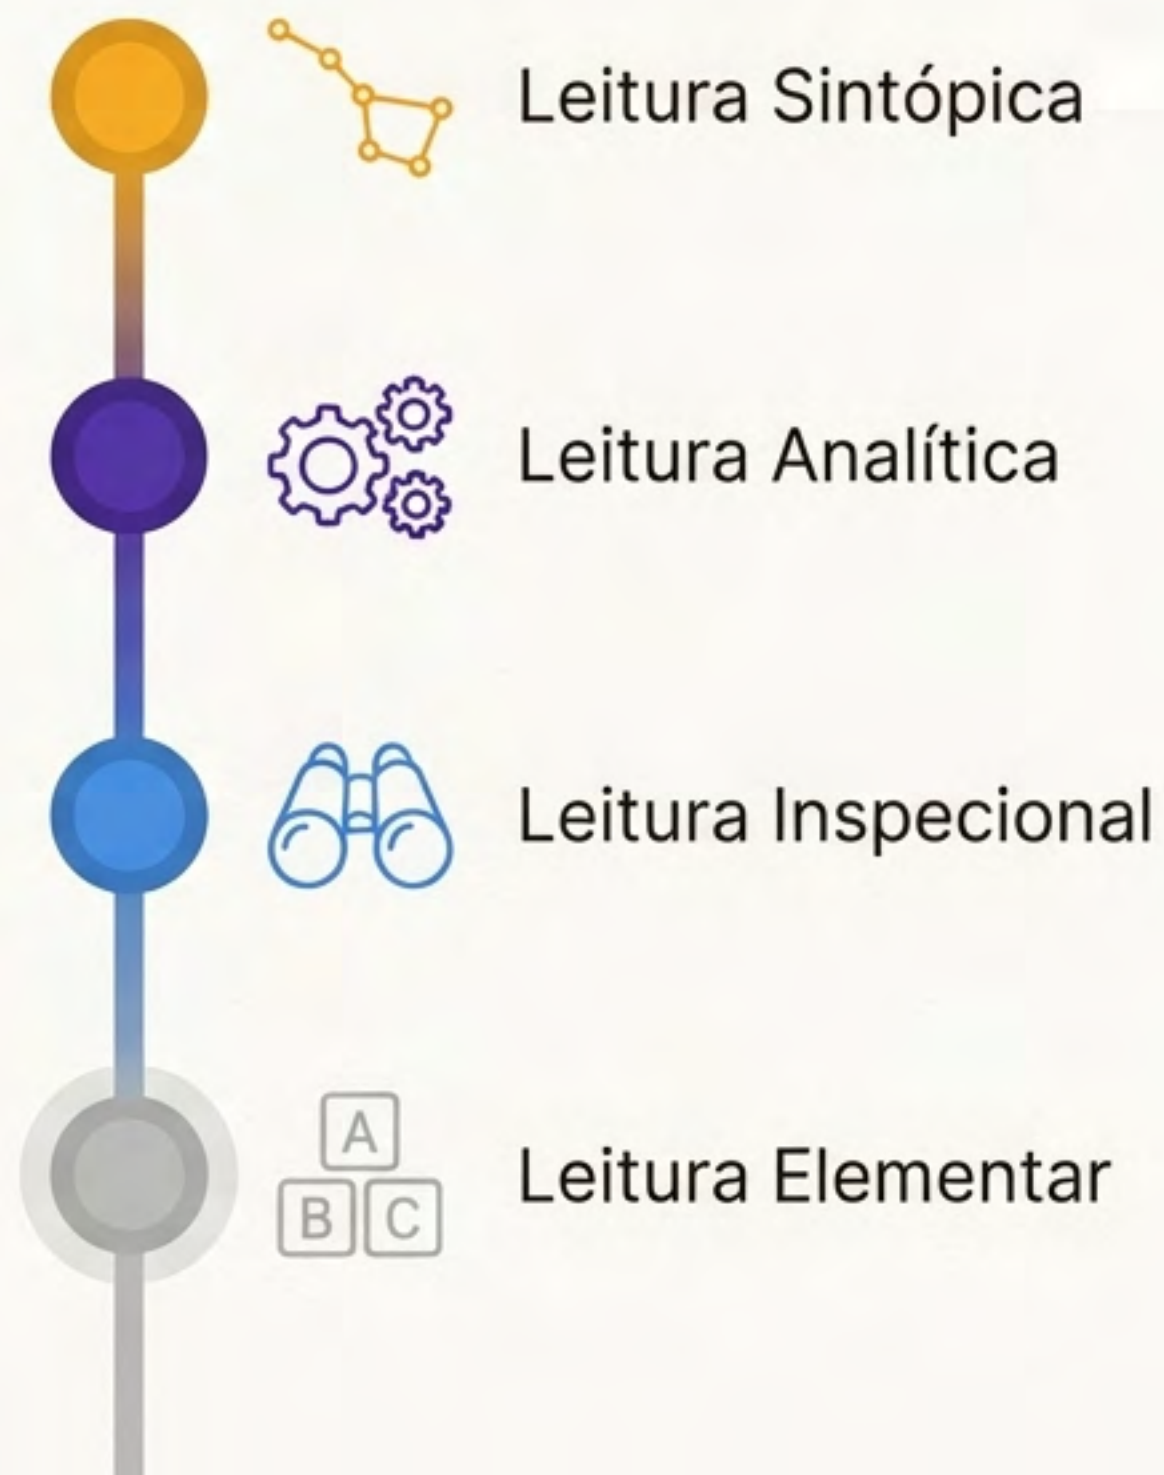 Leitura Sintópica
Leitura Analítica
Leitura Inspecional
A
B C
Leitura Elementar